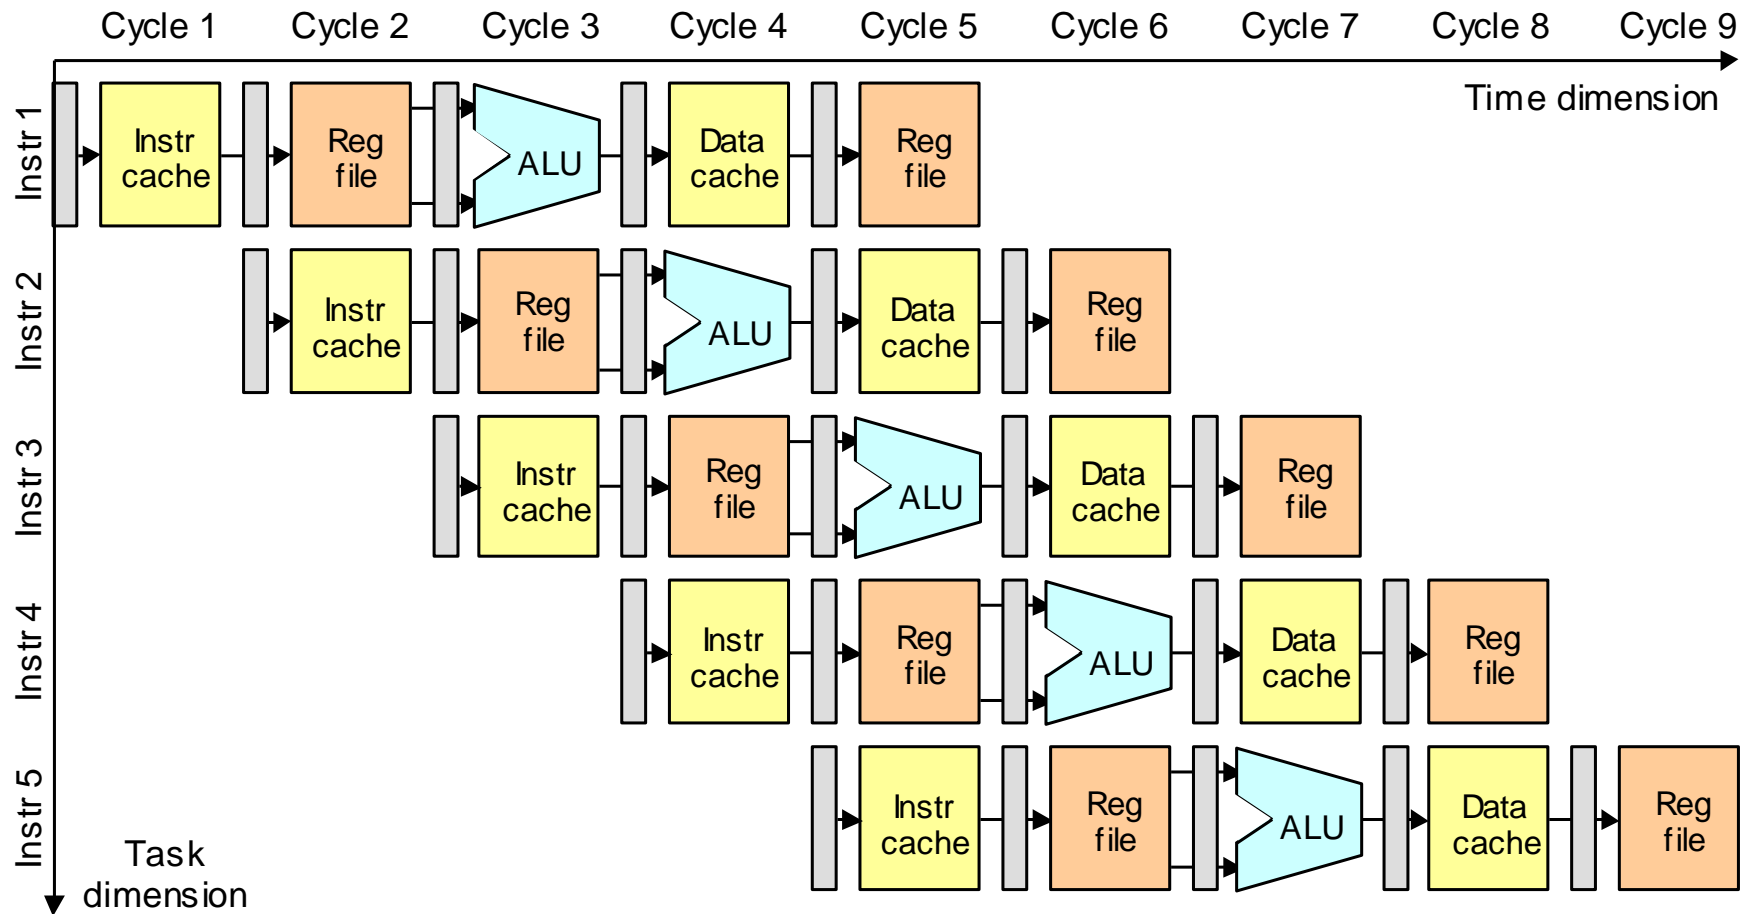 Cycle 1 Cycle 2 Cycle 3 Cycle 4 Cycle 5 Cycle 6 Cycle 7 Cycle 8 Cycle 9
Time dimension
Instr 1
Instr
cache
Reg
file
ALU
Data
cache
Reg
file
Instr 2
Instr
cache
Reg
file
ALU
Data
cache
Reg
file
Instr 3
Instr
cache
Reg
file
ALU
Data
cache
Reg
file
Instr 4
Instr
cache
Reg
file
ALU
Data
cache
Reg
file
Instr 5
Instr
cache
Reg
file
ALU
Data
cache
Reg
file
Task
dimension